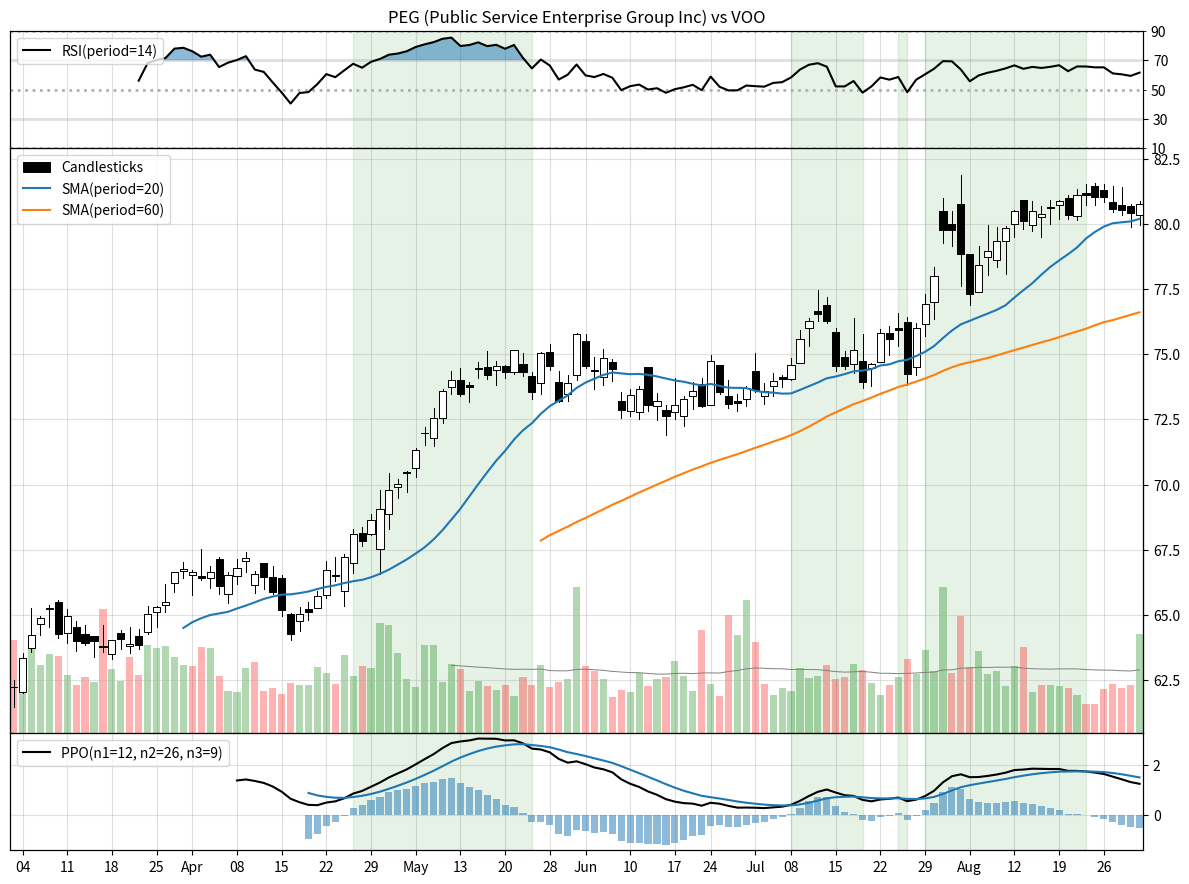 PEG (Public Service Enterprise Group Inc) vs VOO
RSI(period=14)
90
70
50
30
10
Candlesticks
SMA(period=20)
SMA(period=60)
82.5
80.0
77.5
75.0
72.5
70.0
67.5
65.0
62.5
PPO(n1=12, n2=26, n3=9)
2
0
04 11 18 25 Apr 08 15 22 29 May 13 20 28 Jun 10 17 24 Jul 08 15 22 29 Aug 12 19 26